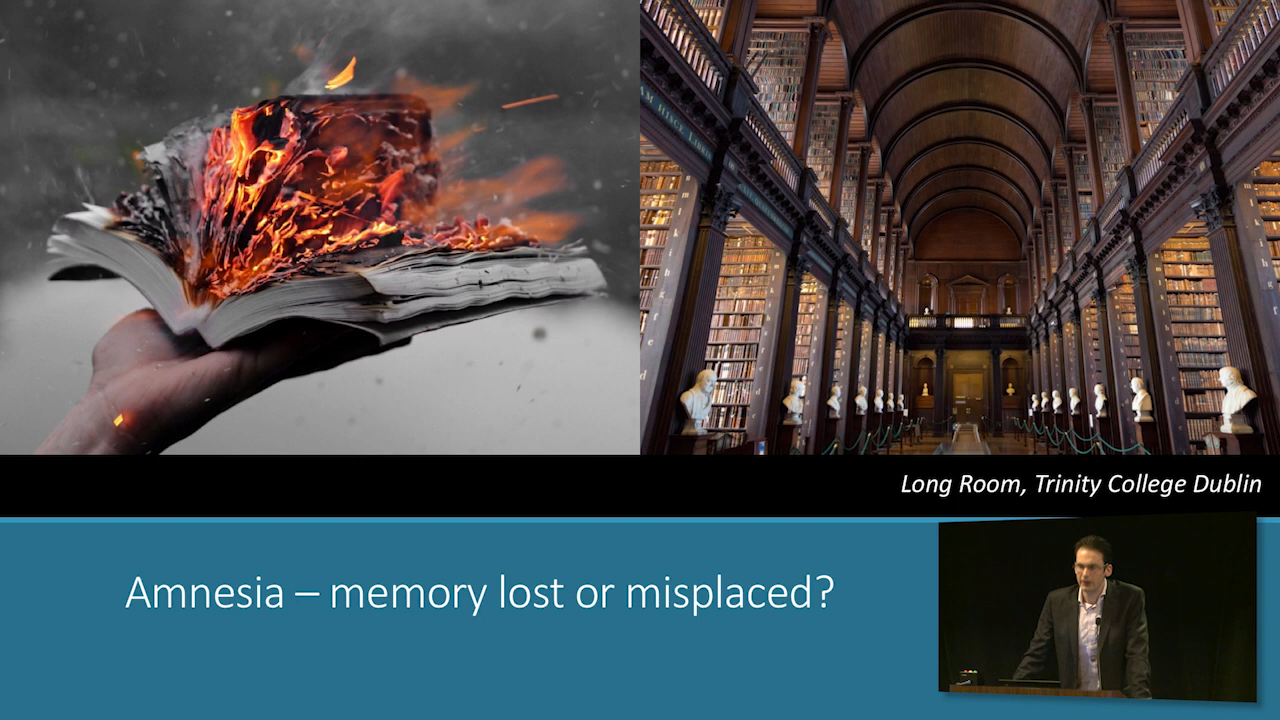 Long Room, Trinity College Dublin
Amnesia – memory lost or misplaced?